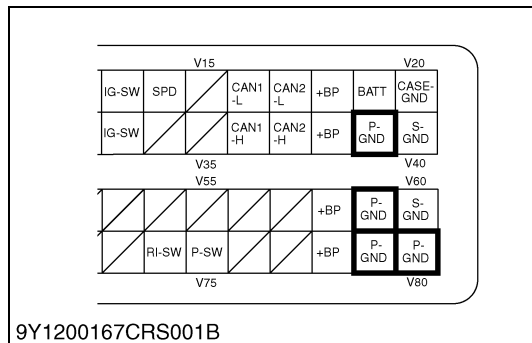 V15 V20
IG-SW SPD CAN1 -L CAN2 -L +BP BATT CASE- GND
IG-SW CAN1 -H CAN2 -H +BP P- GND S- GND
V35 V40
V55 V60
+BP P- GND S- GND
RI-SW P-SW +BP P- GND P- GND
V75 V80
9Y1200167CRS001B